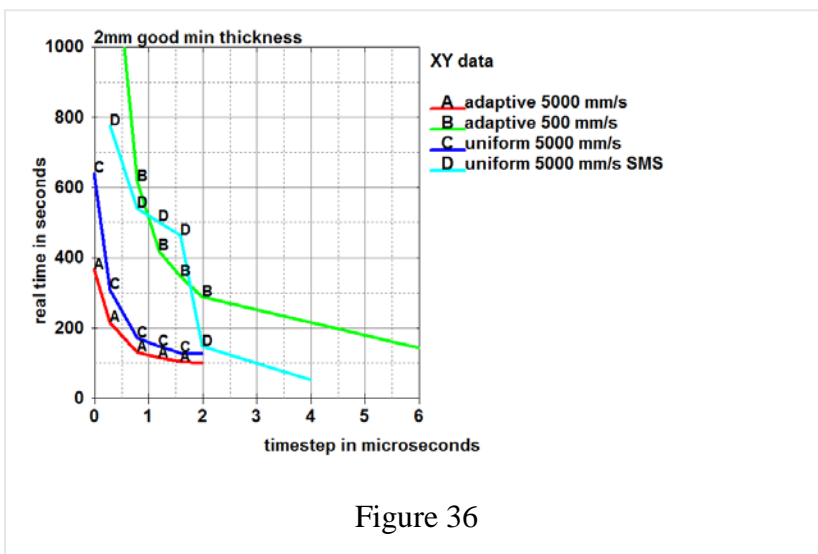 2mm good min thickness
1000
800
600
400
200
0
0 1 2 3 4 5 6
real time in seconds
timestep in microseconds
D
B
C
D
D
D
B
A
B
C
B
A
C
C
C
D
A
A
A
XY data
A adaptive 5000 mm/s
B adaptive 500 mm/s
C uniform 5000 mm/s
D uniform 5000 mm/s SMS
Figure 36